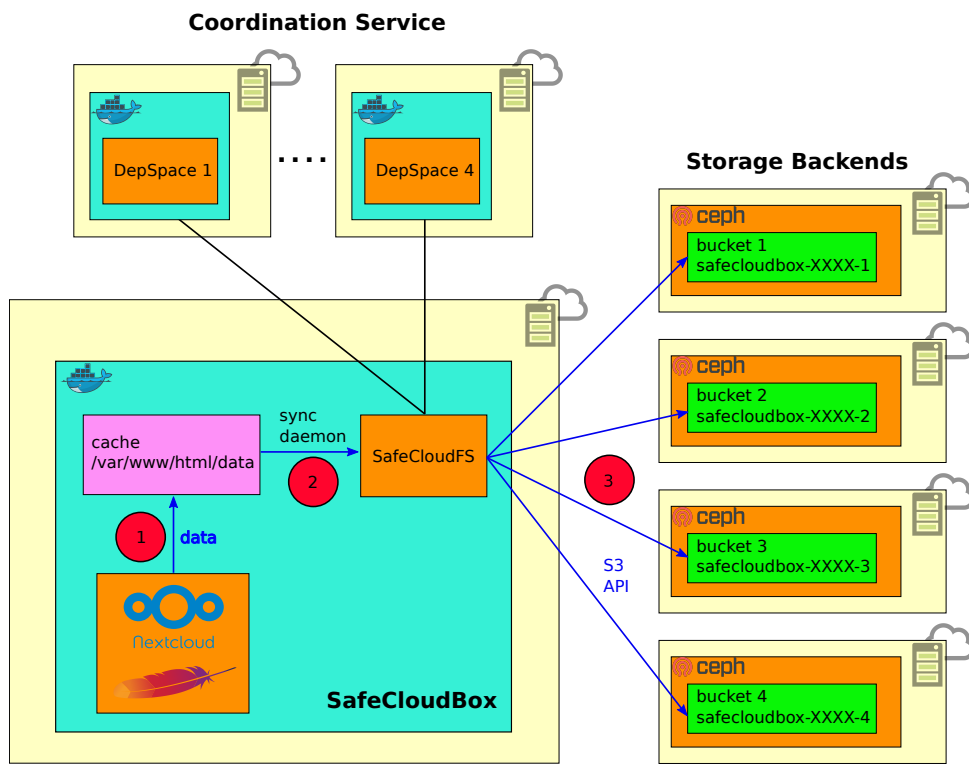 Coordination Service
DepSpace 1
....
DepSpace 4
Storage Backends
ceph
bucket 1
safecloudbox-XXXX-1
ceph
bucket 2
safecloudbox-XXXX-2
ceph
bucket 3
safecloudbox-XXXX-3
ceph
bucket 4
safecloudbox-XXXX-4
cache
/var/www/html/data
sync
daemon
SafeCloudFS
2
3
1
data
S3
API
Nextcloud
SafeCloudBox